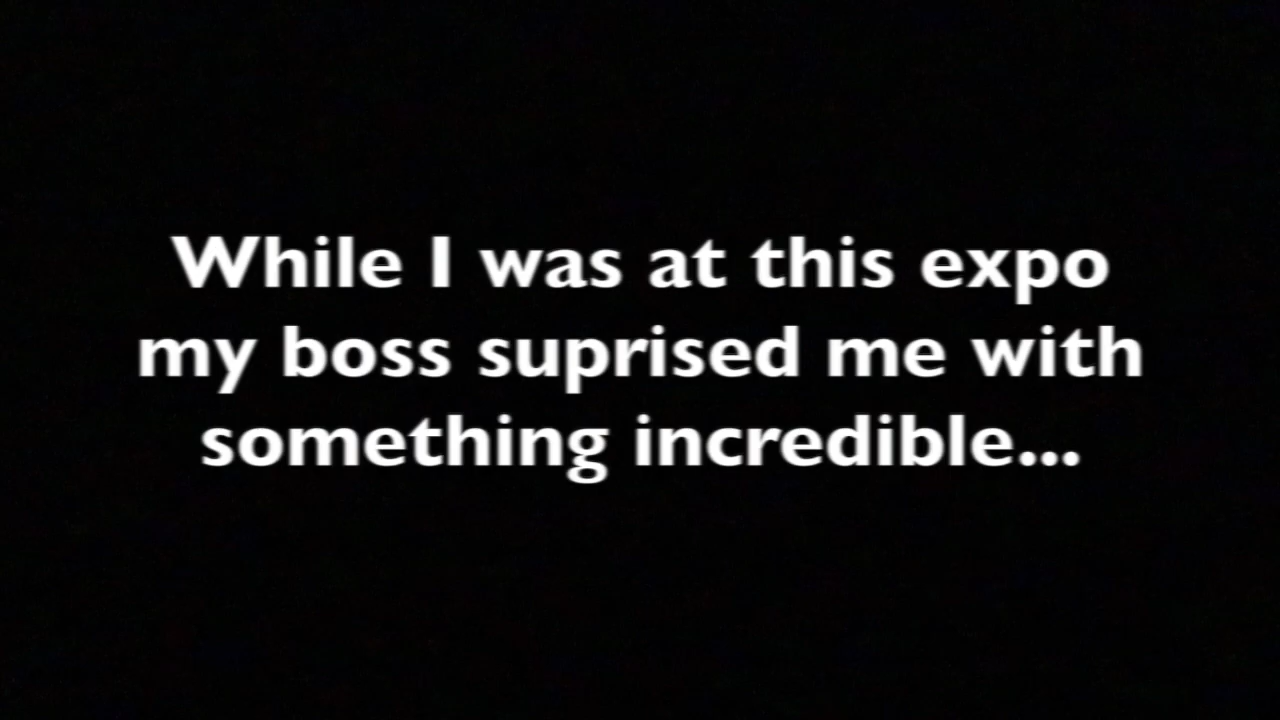 While I was at this expo
my boss suprised me with
something incredible...